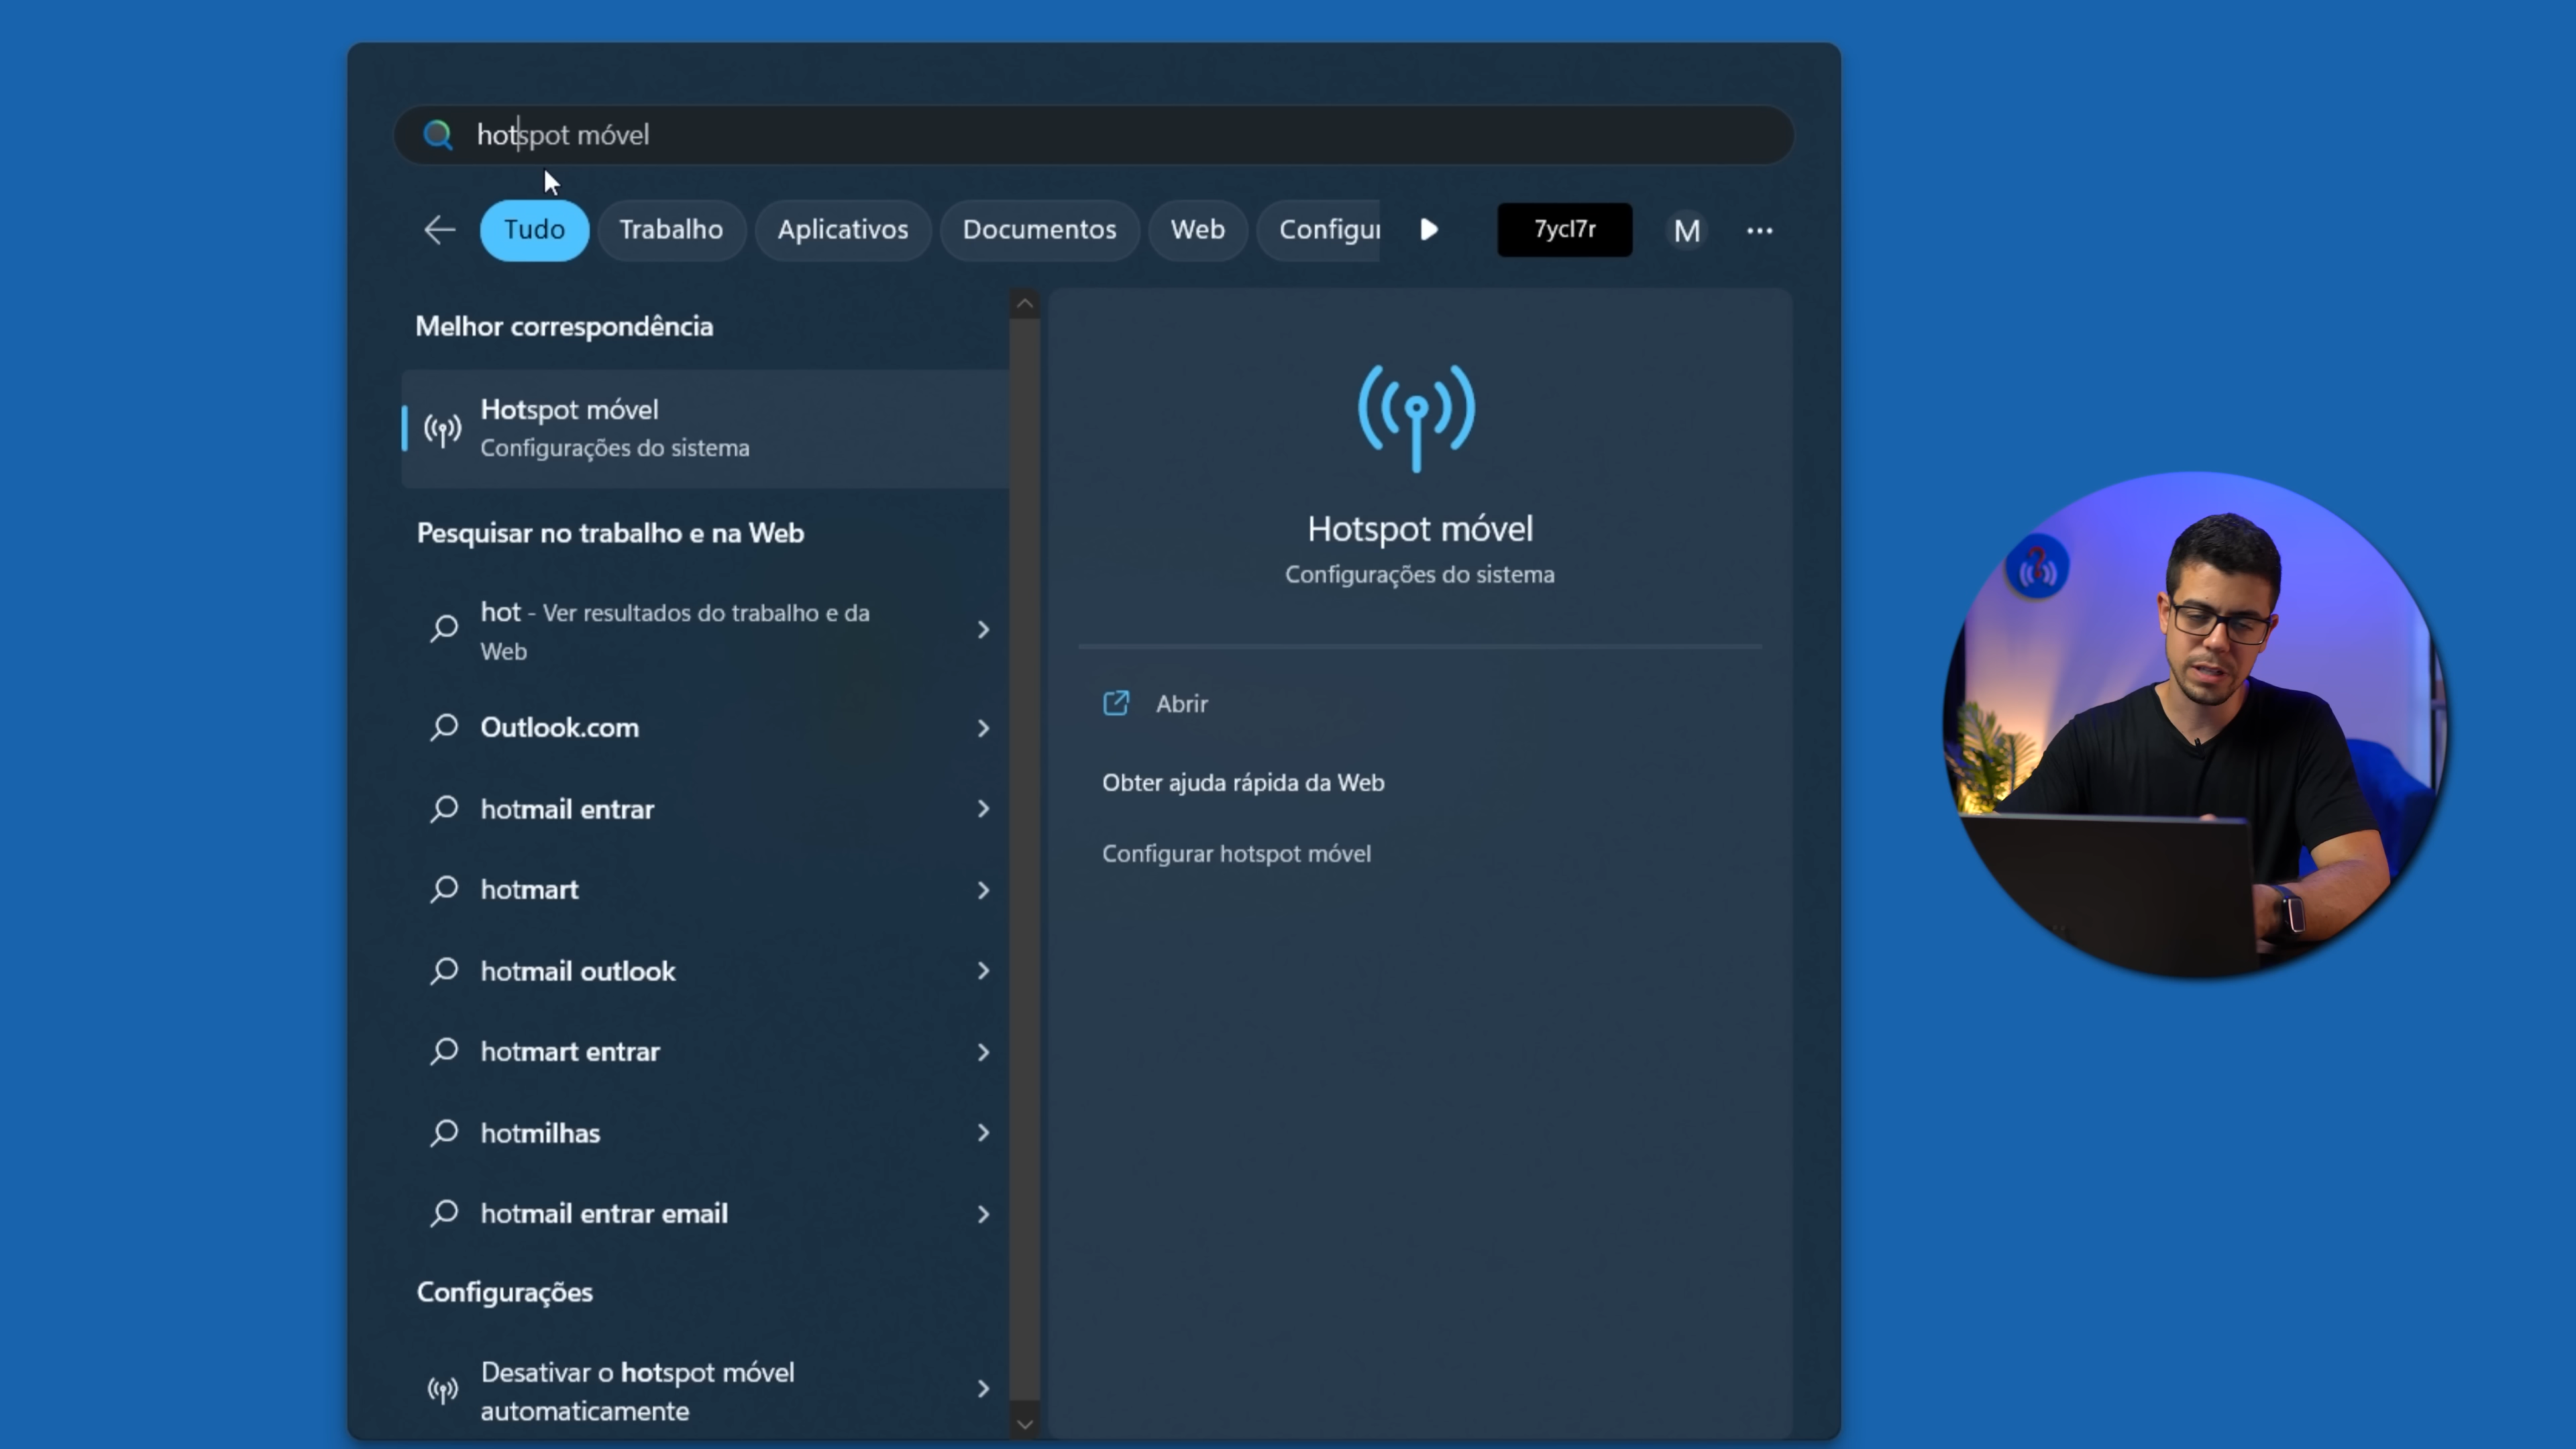 hotspot móvel
Tudo
Trabalho
Aplicativos
Documentos
Web
Configur
7ycl7r
M
Melhor correspondência
Hotspot móvel
Configurações do sistema
Pesquisar no trabalho e na Web
hot - Ver resultados do trabalho e da
Web
Outlook.com
hotmail entrar
hotmart
hotmail outlook
hotmart entrar
hotmilhas
hotmail entrar email
Configurações
Desativar o hotspot móvel
automaticamente
Hotspot móvel
Configurações do sistema
Abrir
Obter ajuda rápida da Web
Configurar hotspot móvel